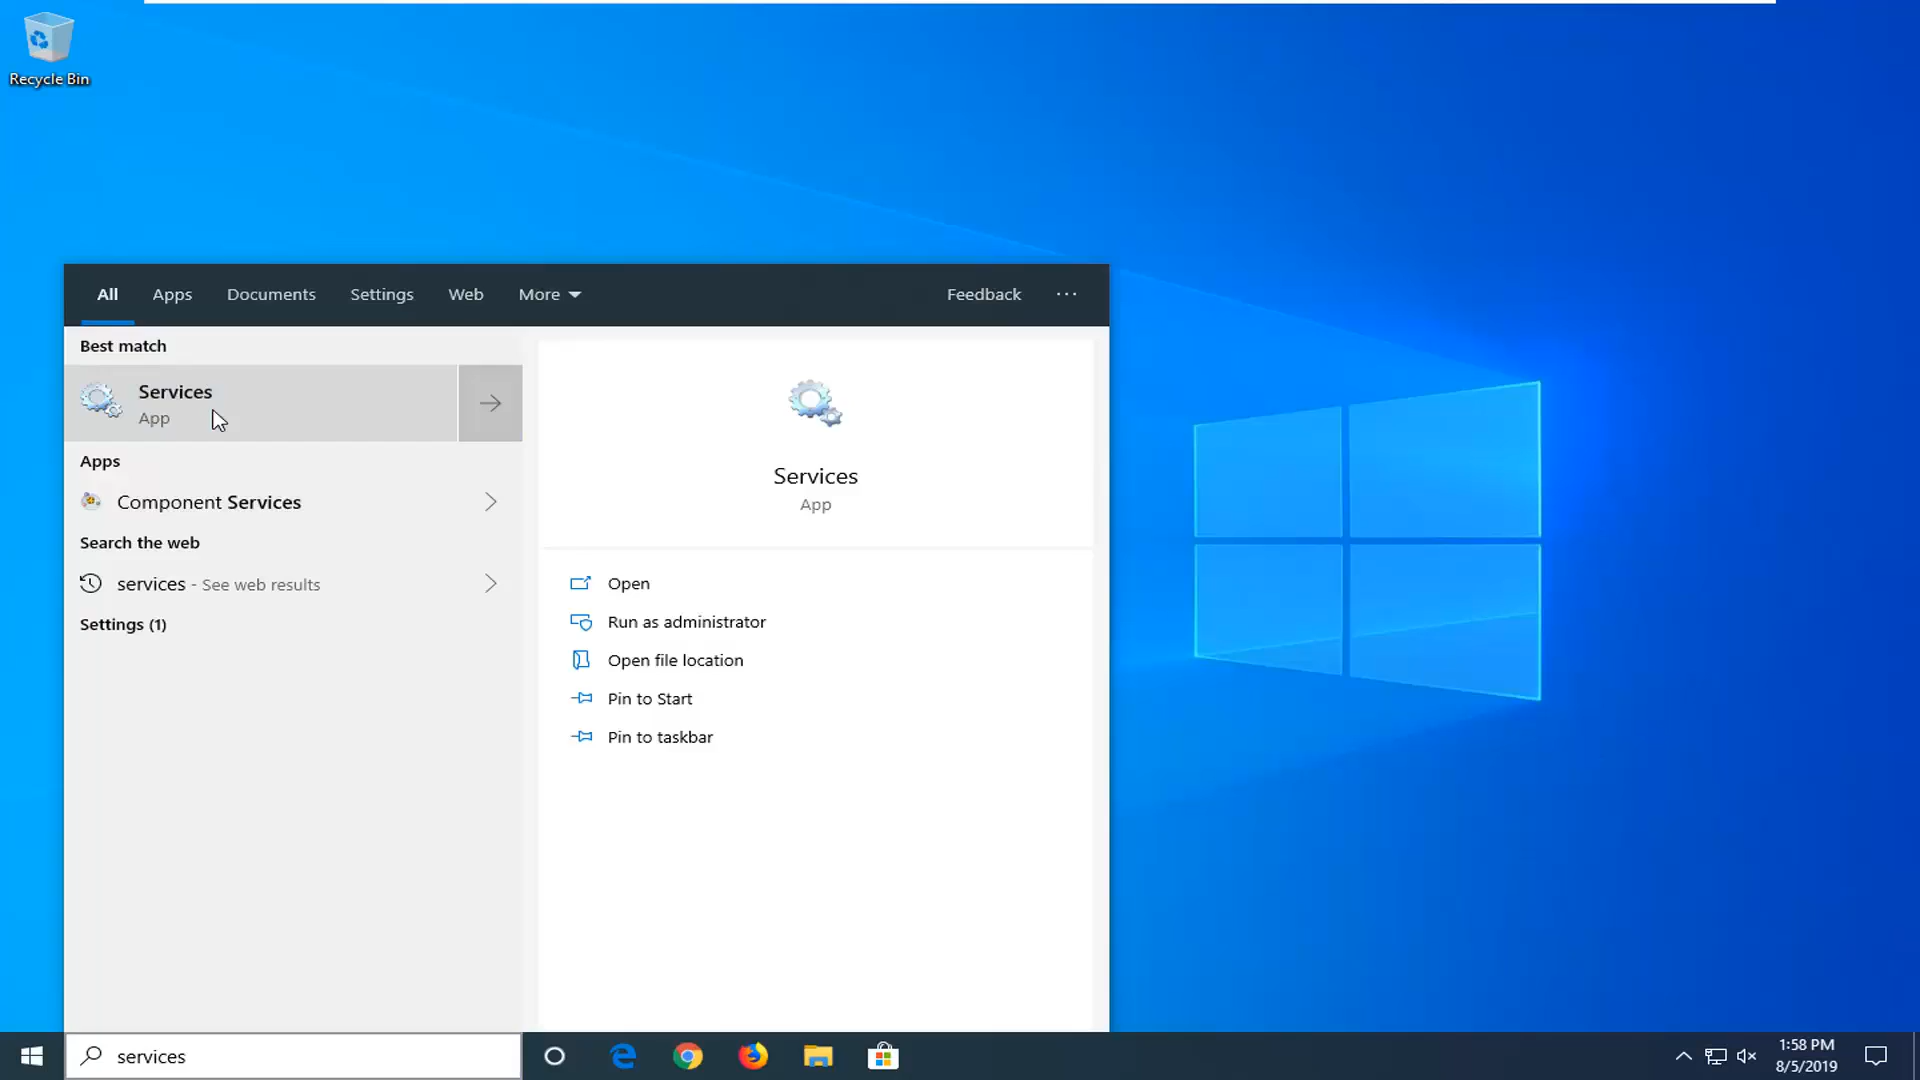 Recycle Bin
All Apps Documents Settings Web More Feedback ···
Best match
Services
App
Apps
Component Services
Search the web
services - See web results
Settings (1)
Services
App
Open
Run as administrator
Open file location
Pin to Start
Pin to taskbar
services
1:58 PM
8/5/2019